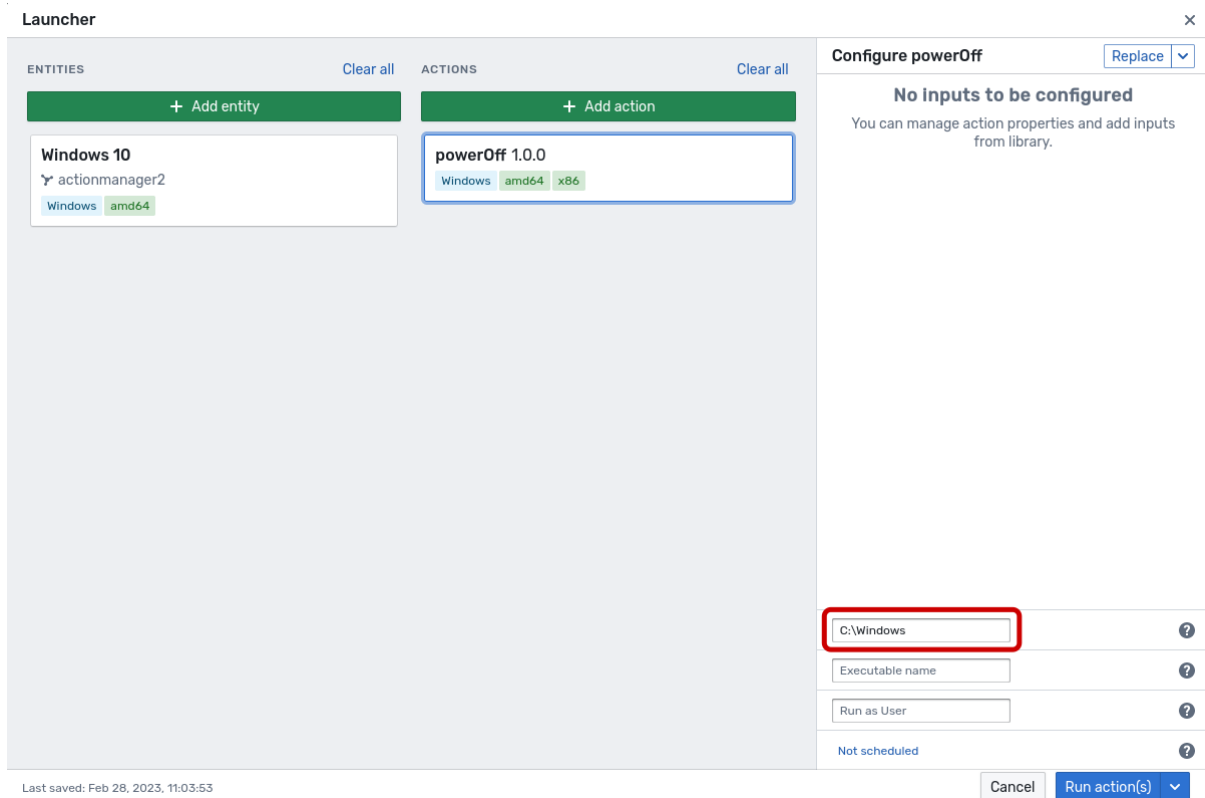 Launcher
ENTITIES Clear all
+ Add entity
Windows 10
actionmanager2
Windows amd64
ACTIONS Clear all
+ Add action
powerOff 1.0.0
Windows amd64 x86
Configure powerOff Replace
No inputs to be configured
You can manage action properties and add inputs
from library.
C:\Windows
Executable name
Run as User
Not scheduled
Last saved: Feb 28, 2023, 11:03:53
Cancel Run action(s)